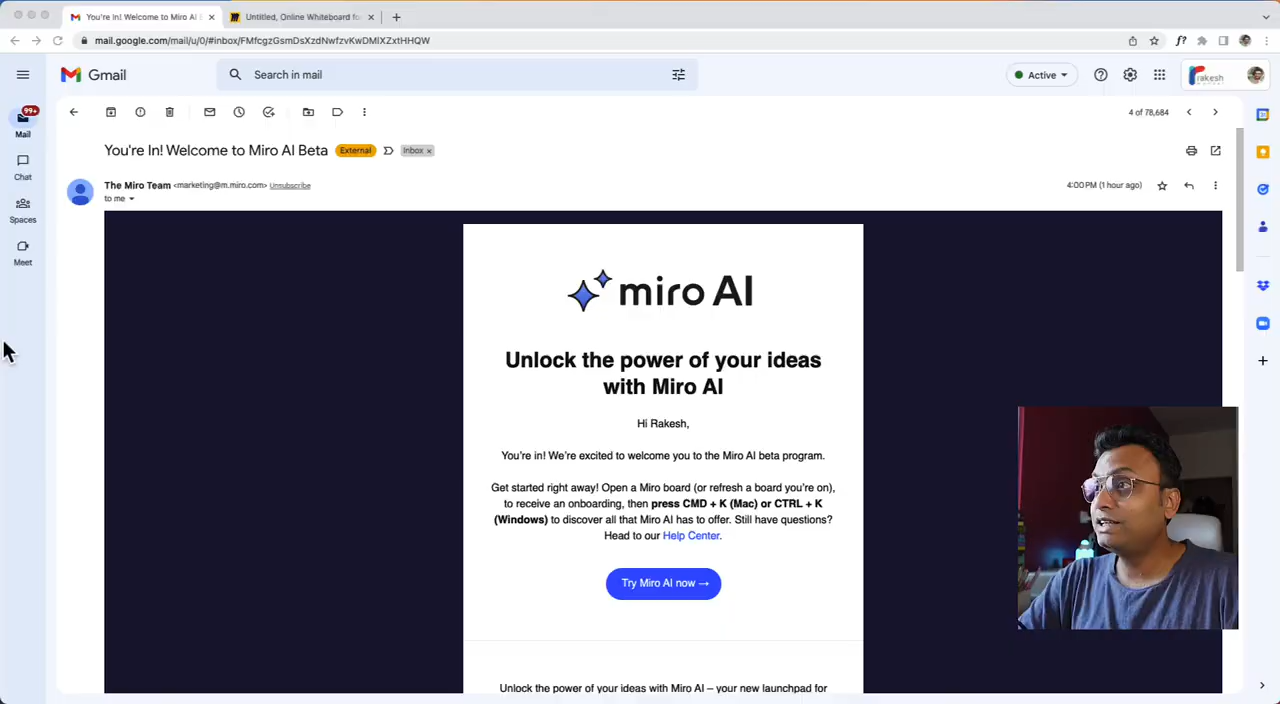 You're In! Welcome to Miro AI
Untitled, Online Whiteboard fo
mail.google.com/mail/u/0/#inbox/FMfcgzGsmDsXzdNwfzvKwDMlXZxtHHQW
Gmail
Search in mail
Active
rakesh
99+
Mail
4 of 78,684
You're In! Welcome to Miro AI Beta
External
Inbox
Chat
The Miro Team <marketing@m.miro.com> Unsubscribe
4:00 PM (1 hour ago)
to me
Spaces
Meet
miro AI
Unlock the power of your ideas
with Miro AI
Hi Rakesh,
You're in! We're excited to welcome you to the Miro AI beta program.
Get started right away! Open a Miro board (or refresh a board you're on),
to receive an onboarding, then press CMD + K (Mac) or CTRL + K
(Windows) to discover all that Miro AI has to offer. Still have questions?
Head to our Help Center.
Try Miro AI now →
Unlock the power of your ideas with Miro AI – your new launchpad for